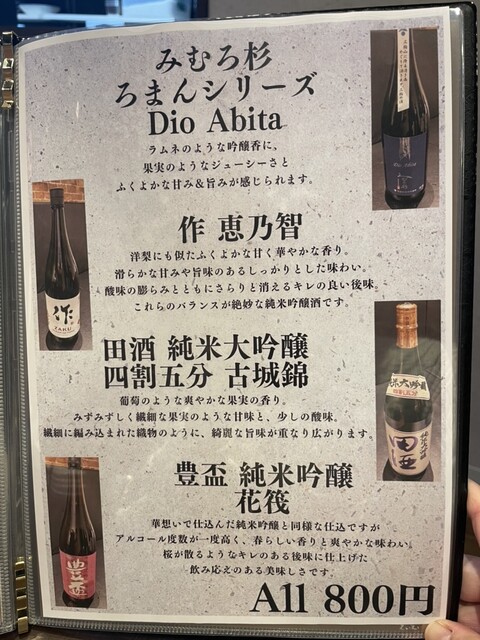 みむろ杉
ろまんシリーズ
Dio Abita
ラムネのような吟醸香に、
果実のようなジューシーさと
ふくよかな甘み&旨みが感じられます。
作 恵乃智
洋梨にも似たふくよかな甘く華やかな香り。
滑らかな甘みや旨味のあるしっかりとした味わい。
酸味の膨らみとともにさらりと消えるキレの良い後味。
これらのバランスが絶妙な純米吟醸酒です。
作
田酒 純米大吟醸
四割五分 古城錦
葡萄のような爽やかな果実の香り。
みずみずしく繊細な果実のような甘味と、少しの酸味。
繊細に編み込まれた織物のように、綺麗な旨味が重なり広がります。
田酒
豊盃 純米吟醸
花筏
華想いで仕込んだ純米吟醸と同様な仕込ですが
アルコール度数が一度高く、春らしい香りと爽やかな味わい。
桜が散るようなキレのある後味に仕上げた
飲み応えのある美味しさです。
豊盃
All 800円